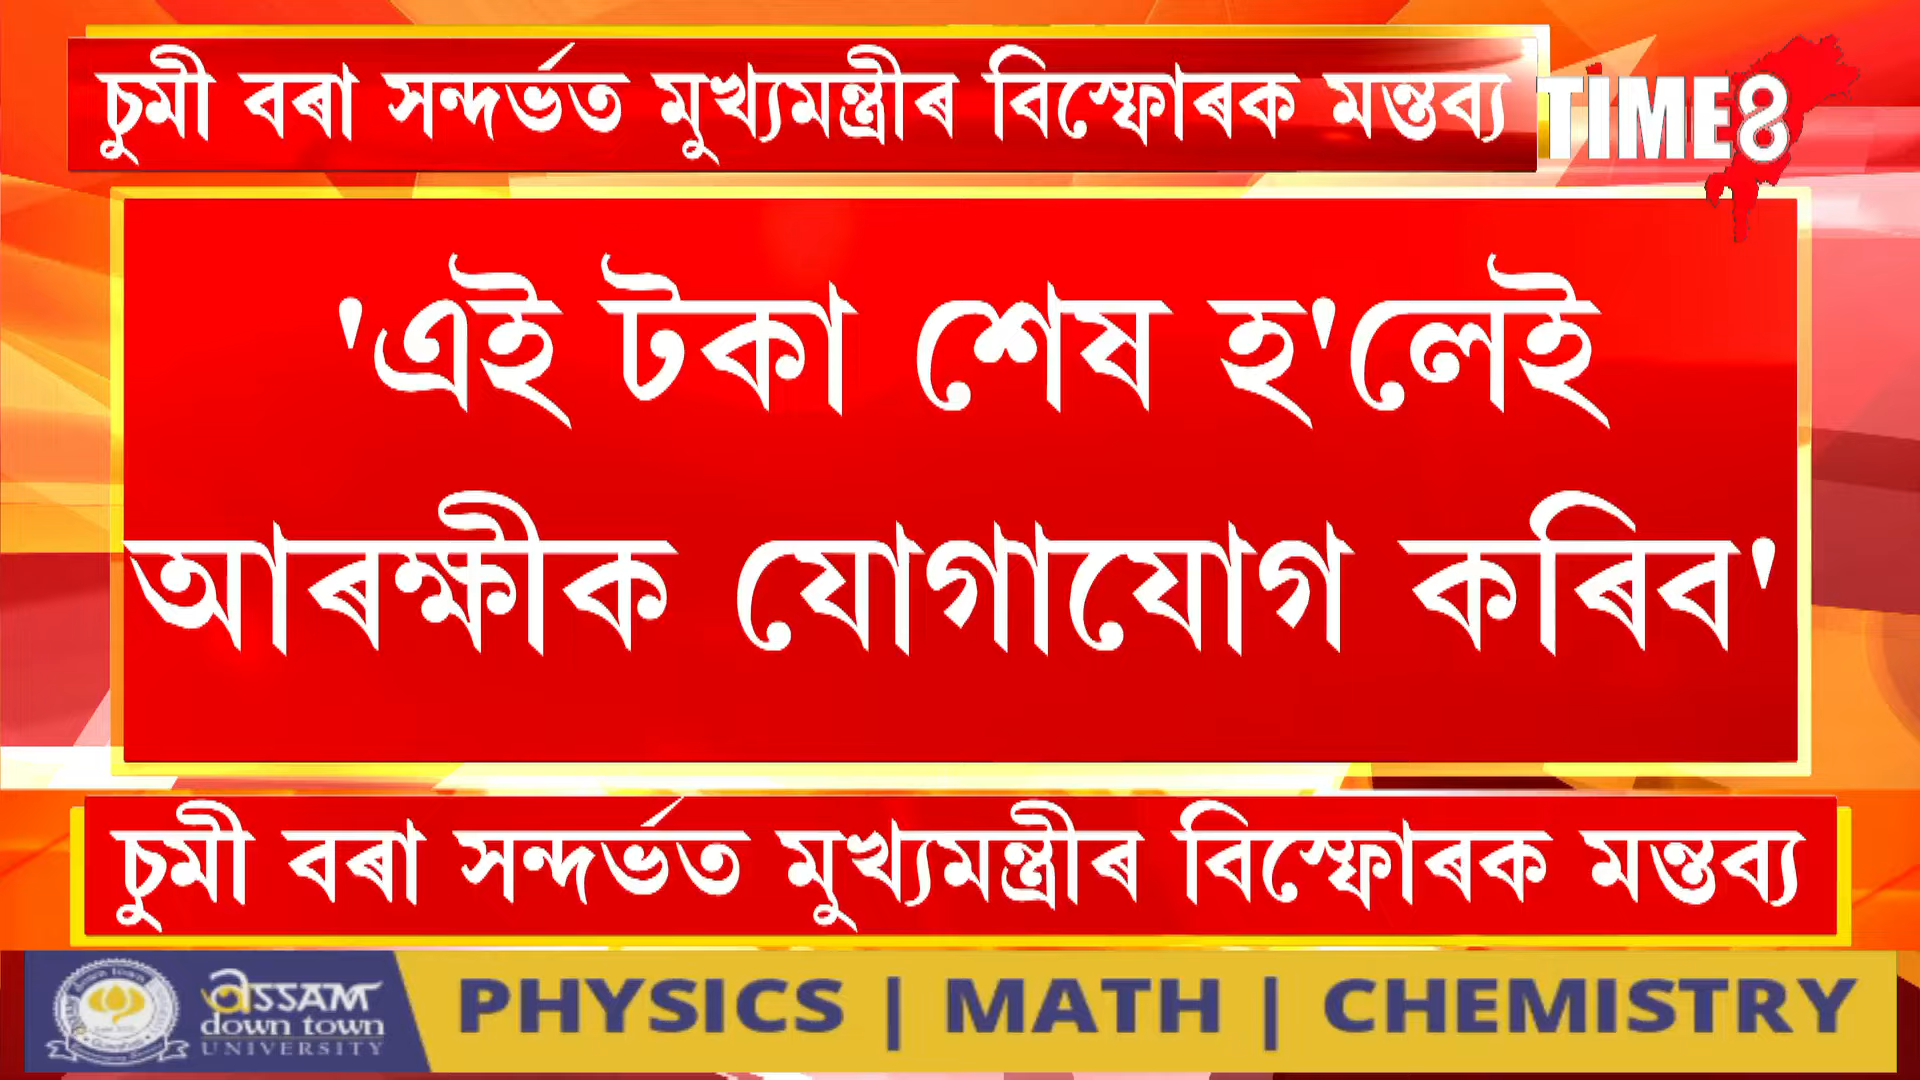 চুমী বৰা সন্দৰ্ভত মুখ্যমন্ত্ৰীৰ বিস্ফোৰক মন্তব্য
TIME8
'এই টকা শেষ হ'লেই
আৰক্ষীক যোগাযোগ কৰিব'
চুমী বৰা সন্দৰ্ভত মুখ্যমন্ত্ৰীৰ বিস্ফোৰক মন্তব্য
ASSAM
down town
UNIVERSITY
PHYSICS | MATH | CHEMISTRY